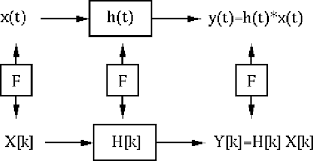 x(t) h(t) y(t)=h(t)*x(t)
F F F
X[k] H[k] Y[k]=H[k] X[k]